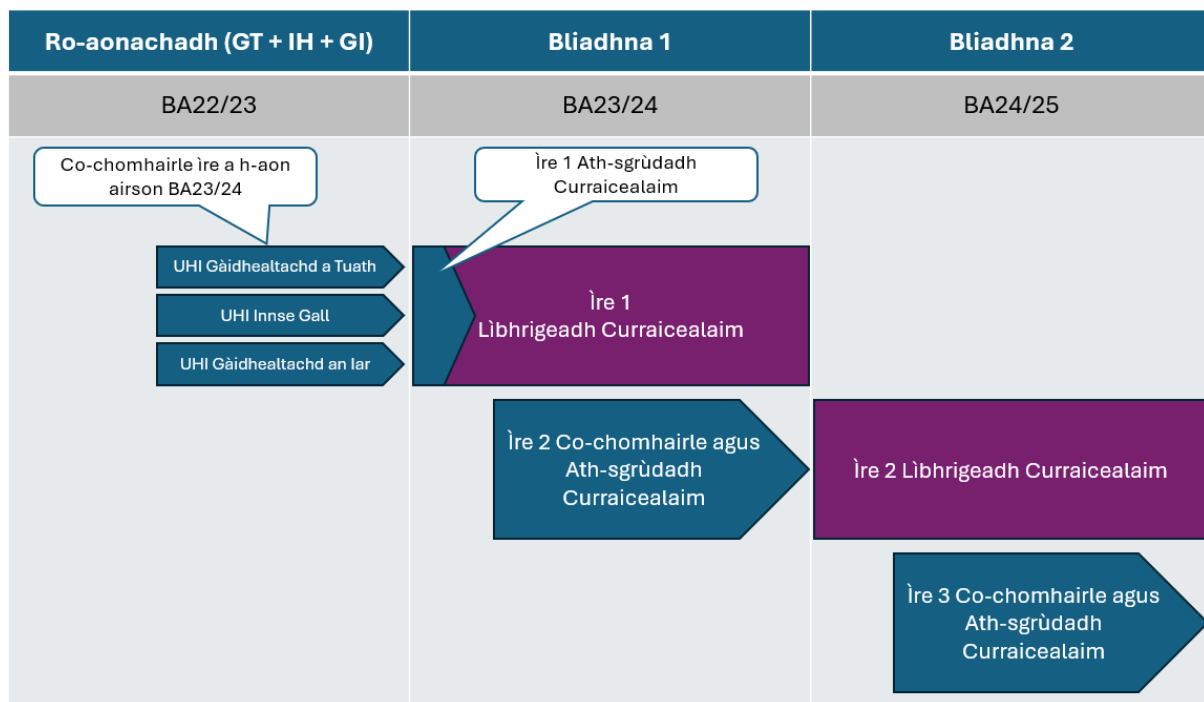 Ro-aonachadh (GT + IH + GI)
Bliadhna 1
Bliadhna 2
BA22/23
BA23/24
BA24/25
Co-chomhairle ìre a h-aon
airson BA23/24
Ìre 1 Ath-sgrùdadh
Curraicealaim
UHI Gàidhealtachd a Tuath
UHI Innse Gall
UHI Gàidhealtachd an Iar
Ìre 1
Lìbhrigeadh Curraicealaim
Ìre 2 Co-chomhairle agus
Ath-sgrùdadh
Curraicealaim
Ìre 2 Lìbhrigeadh Curraicealaim
Ìre 3 Co-chomhairle agus
Ath-sgrùdadh
Curraicealaim